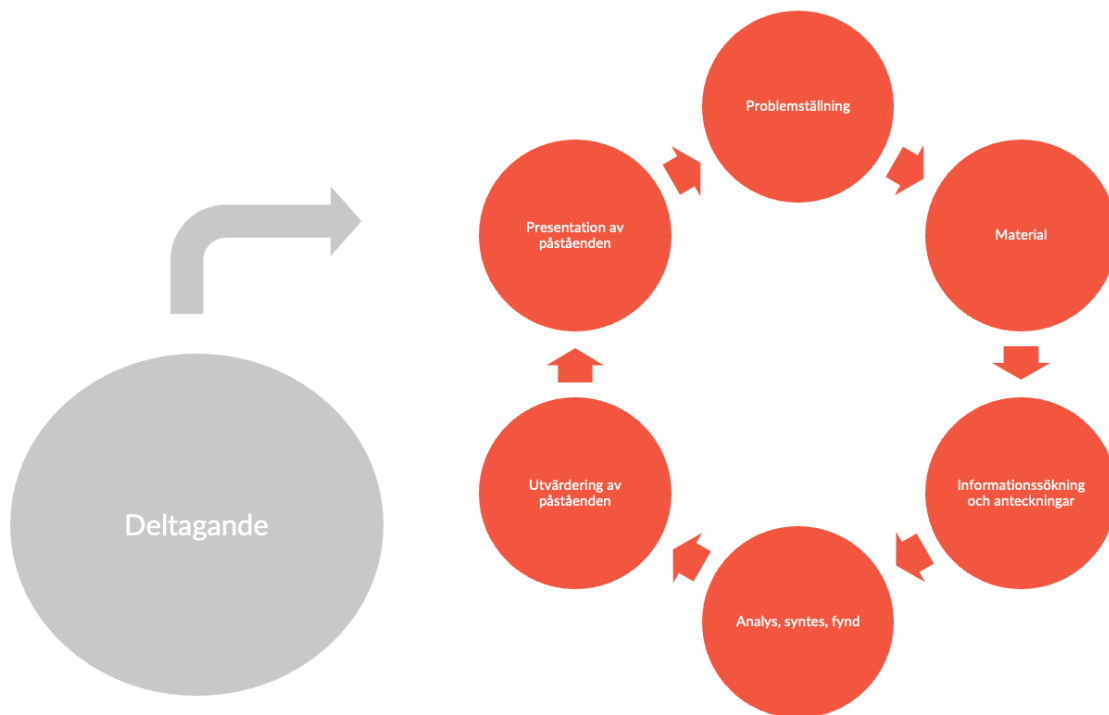 Problemställning
Presentation av
påståenden
Material
Deltagande
Utvärdering av
påståenden
Informationssökning
och anteckningar
Analys, syntes, fynd